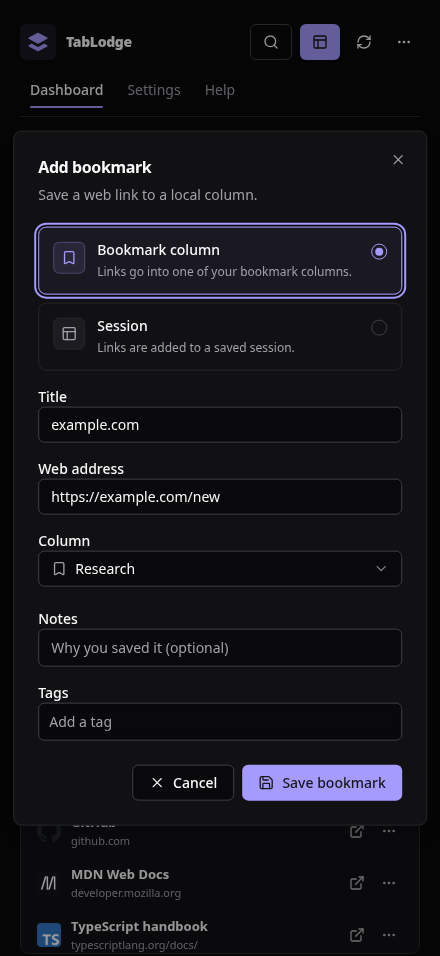 TabLodge
Dashboard Settings Help
Add bookmark
Save a web link to a local column.
Bookmark column
Links go into one of your bookmark columns.
Session
Links are added to a saved session.
Title
example.com
Web address
https://example.com/new
Column
Research
Notes
Why you saved it (optional)
Tags
Add a tag
Cancel Save bookmark
GitHub
github.com
MDN Web Docs
developer.mozilla.org
TS TypeScript handbook
typescriptlang.org/docs/